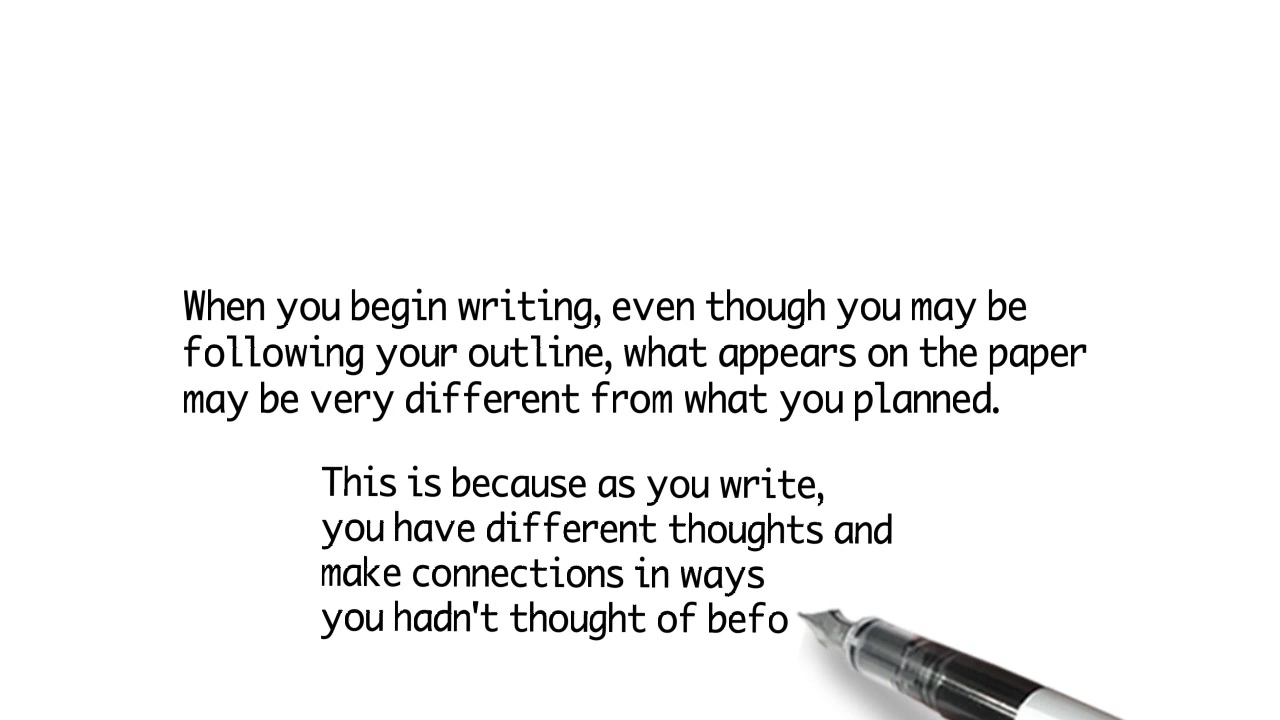 When you begin writing, even though you may be
following your outline, what appears on the paper
may be very different from what you planned.
This is because as you write,
you have different thoughts and
make connections in ways
you hadn't thought of befo